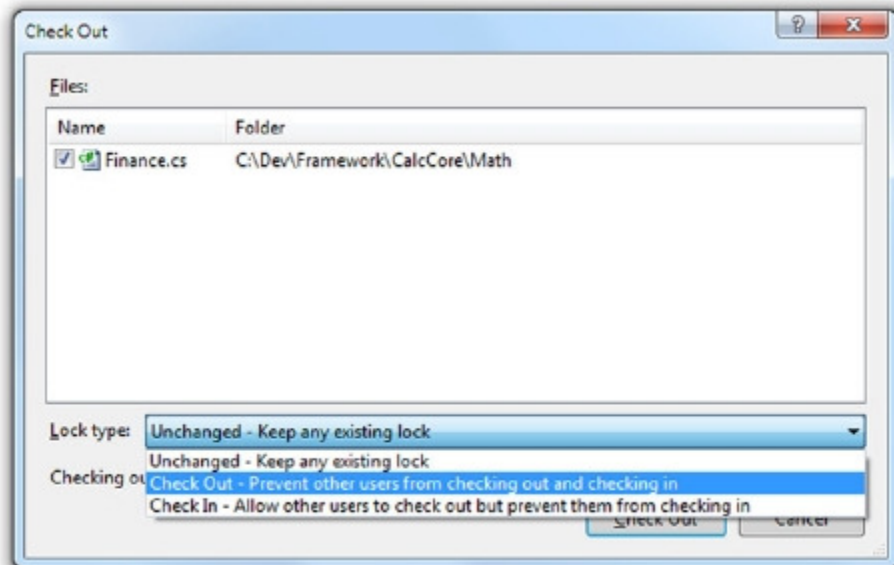 Check Out
Files:
Name Folder
Finance.cs C:\Dev\Framework\CalcCore\Math
Lock type: Unchanged - Keep any existing lock
Unchanged - Keep any existing lock
Checking ou Check Out - Prevent other users from checking out and checking in
Check In - Allow other users to check out but prevent them from checking in
Check Out Cancel